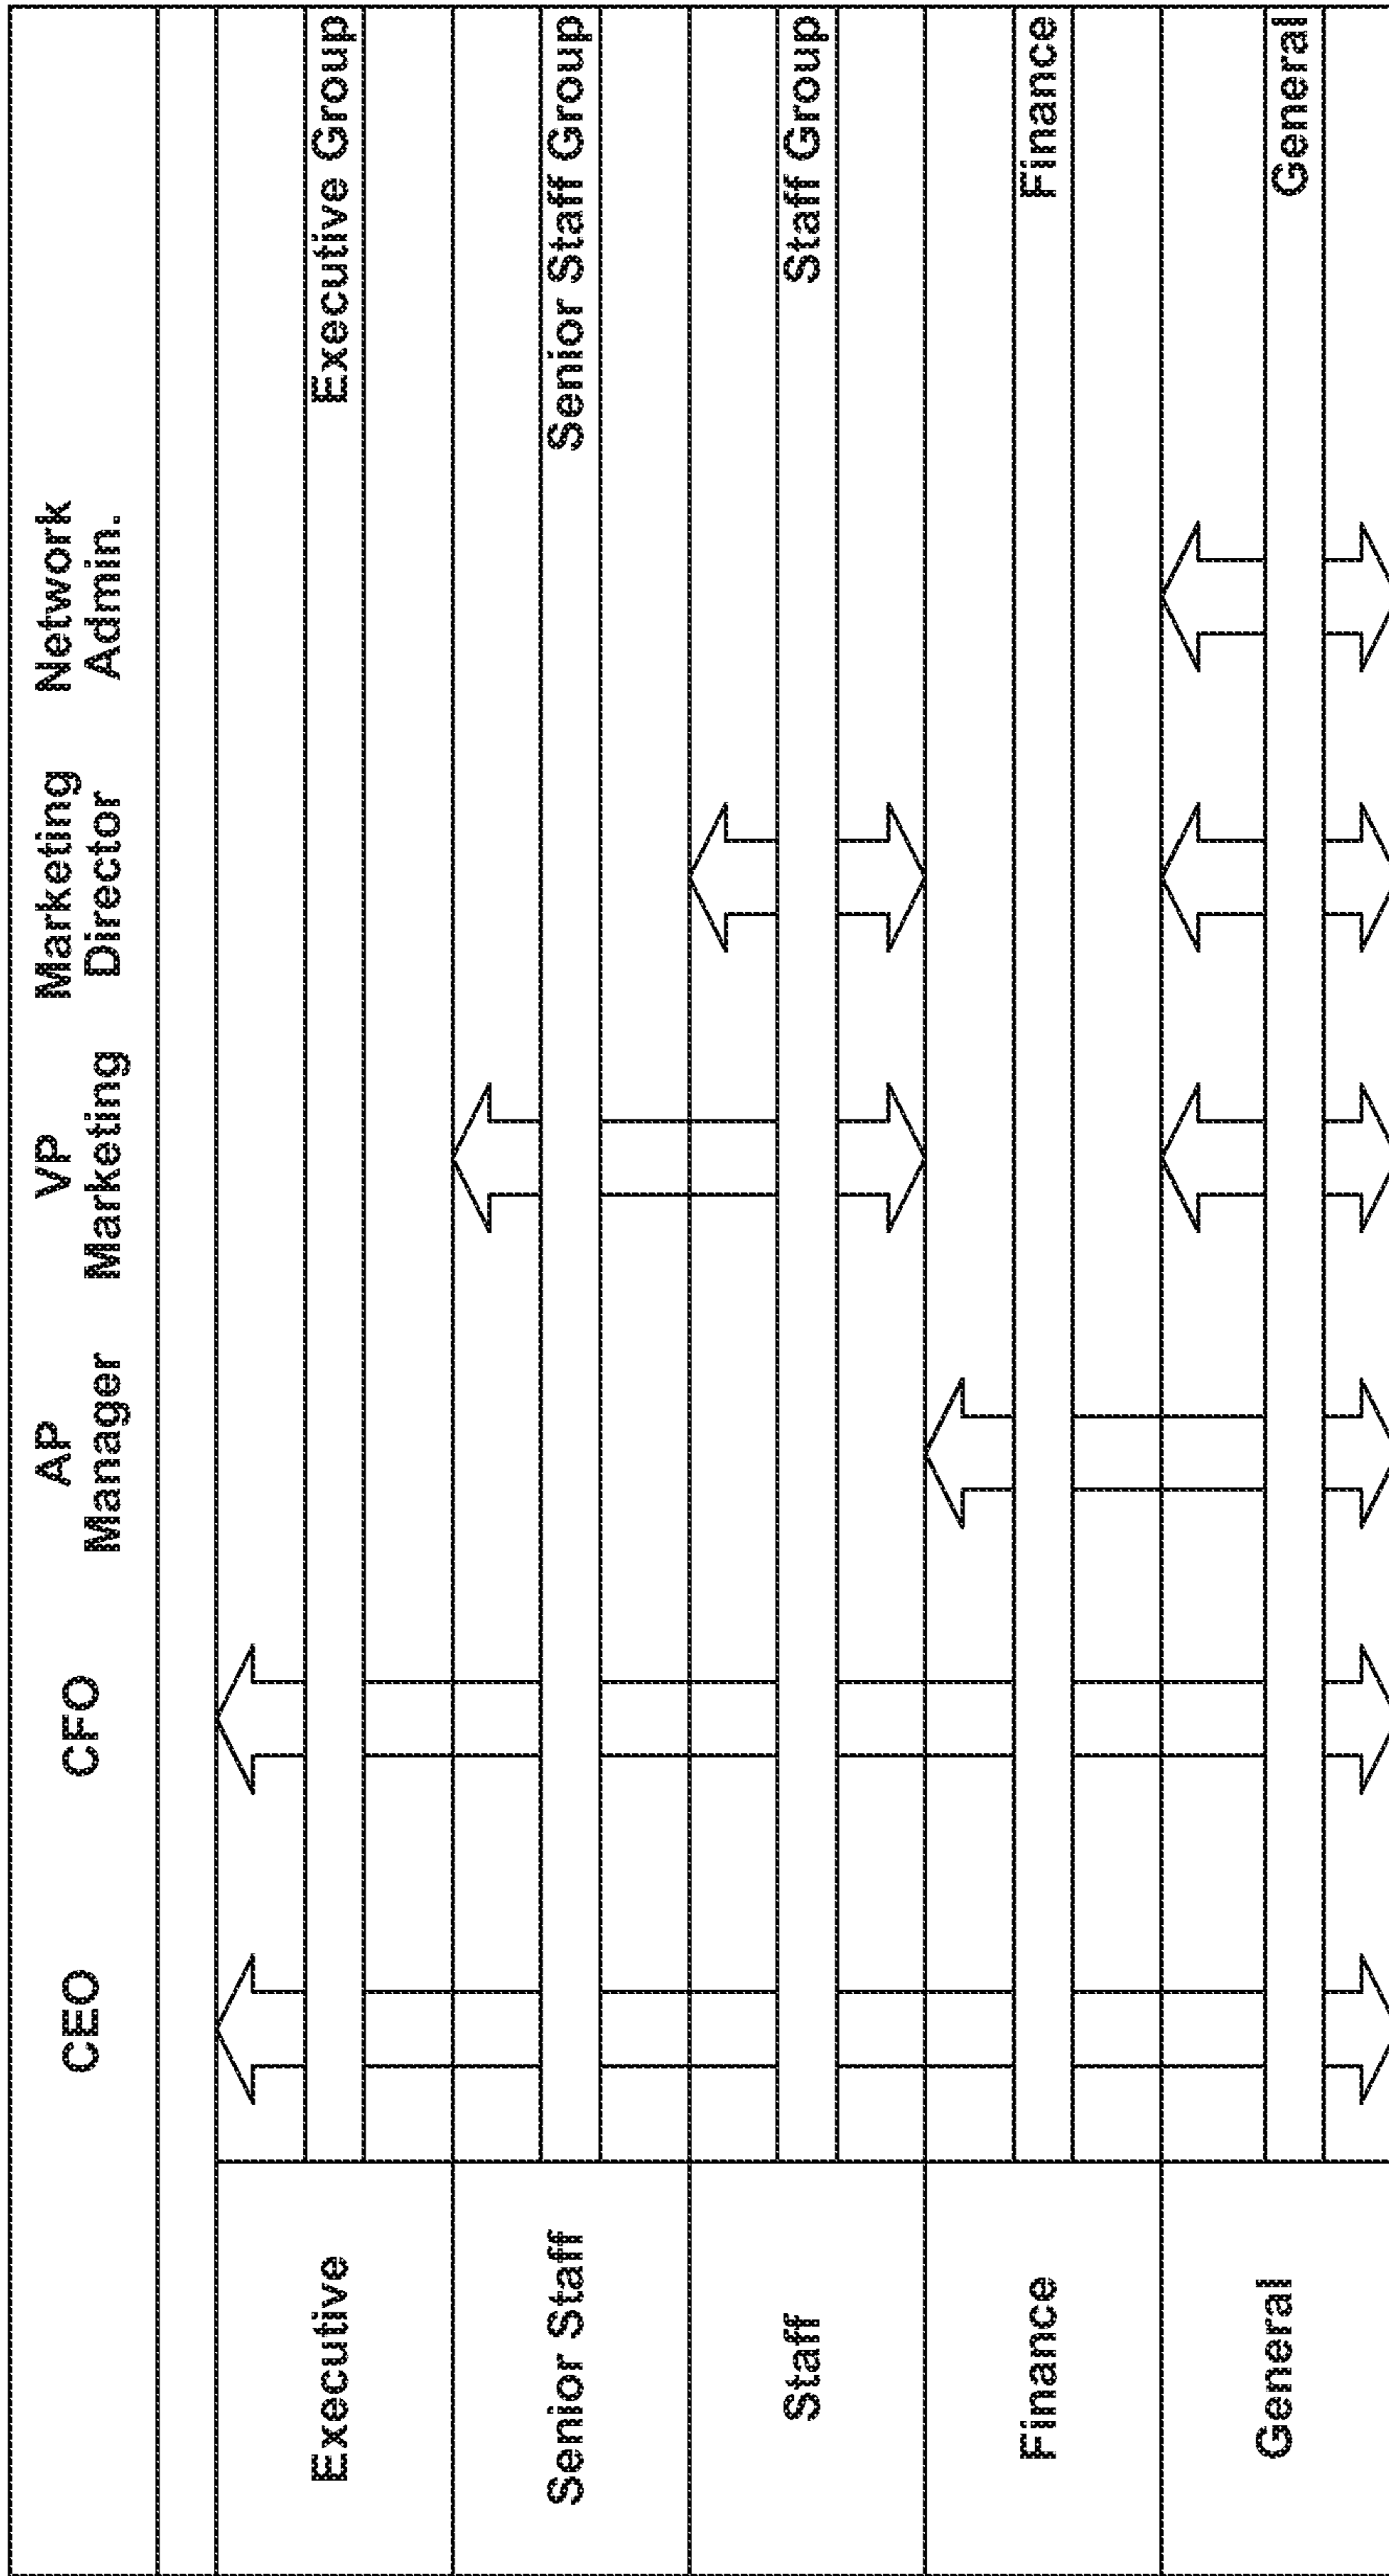 CEO
CFO
AP
Manager
VP
Marketing
Marketing
Director
Network
Admin.
Executive
Executive Group
Senior Staff
Senior Staff Group
Staff
Staff Group
Finance
Finance
General
General